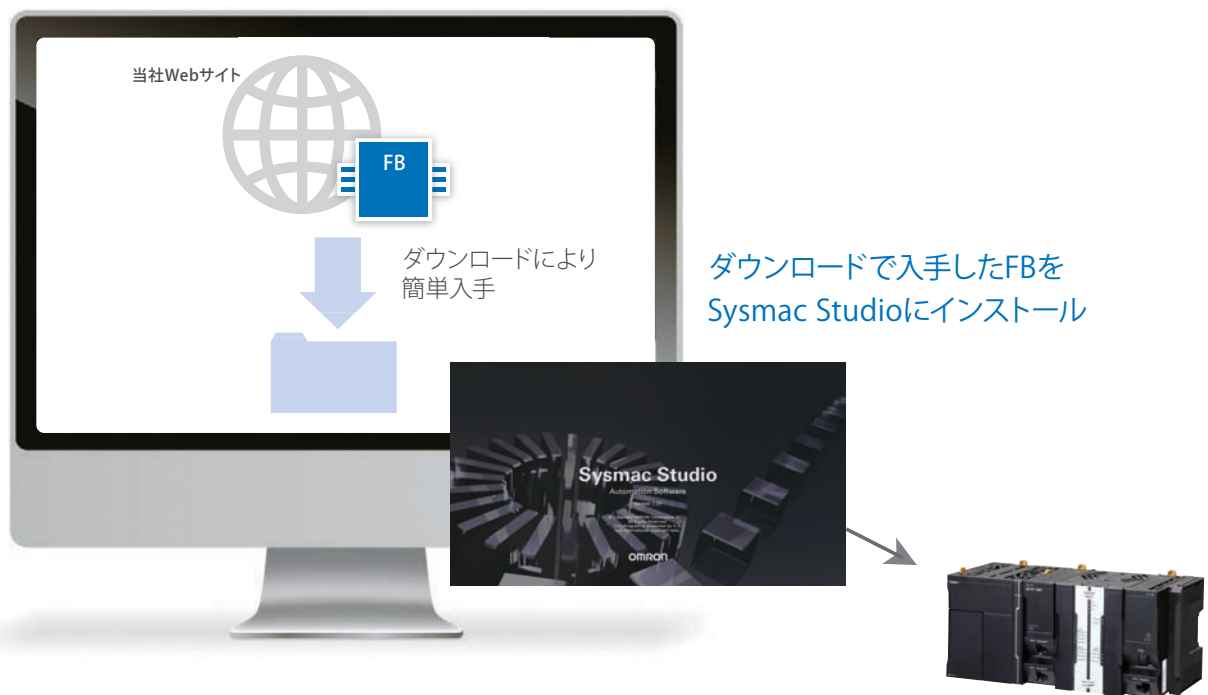 当社Webサイト
FB
ダウンロードにより
簡単入手
ダウンロードで入手したFBを
Sysmac Studioにインストール
Sysmac Studio
Automation Software
OMRON